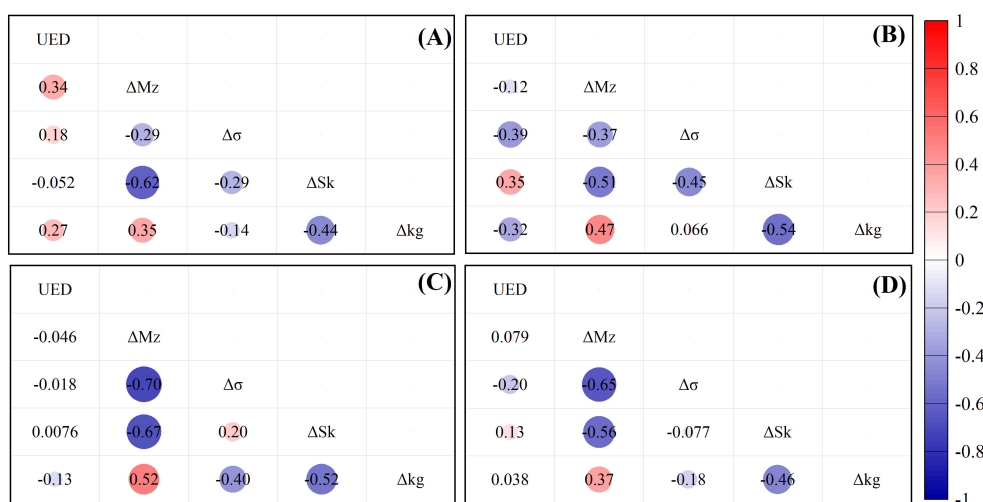 (A)
UED
0.34 ΔMz
0.18 -0.29 Δσ
-0.052 -0.62 -0.29 ΔSk
0.27 0.35 -0.14 -0.44 Δkg
(B)
UED
-0.12 ΔMz
-0.39 -0.37 Δσ
0.35 -0.51 -0.45 ΔSk
-0.32 0.47 0.066 -0.54 Δkg
(C)
UED
-0.046 ΔMz
-0.018 -0.70 Δσ
0.0076 -0.67 0.20 ΔSk
-0.13 0.52 -0.40 -0.52 Δkg
(D)
UED
0.079 ΔMz
-0.20 -0.65 Δσ
0.13 -0.56 -0.077 ΔSk
0.038 0.37 -0.18 -0.46 Δkg
1
0.8
0.6
0.4
0.2
0
-0.2
-0.4
-0.6
-0.8
-1